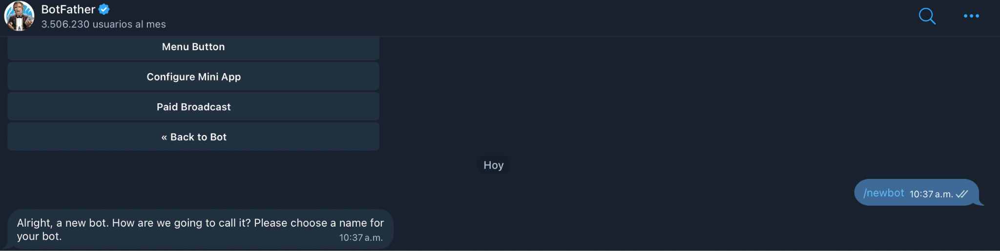 BotFather
3.506.230 usuarios al mes
Menu Button
Configure Mini App
Paid Broadcast
« Back to Bot
Hoy
/newbot 10:37 a.m.
Alright, a new bot. How are we going to call it? Please choose a name for
your bot.
10:37 a.m.